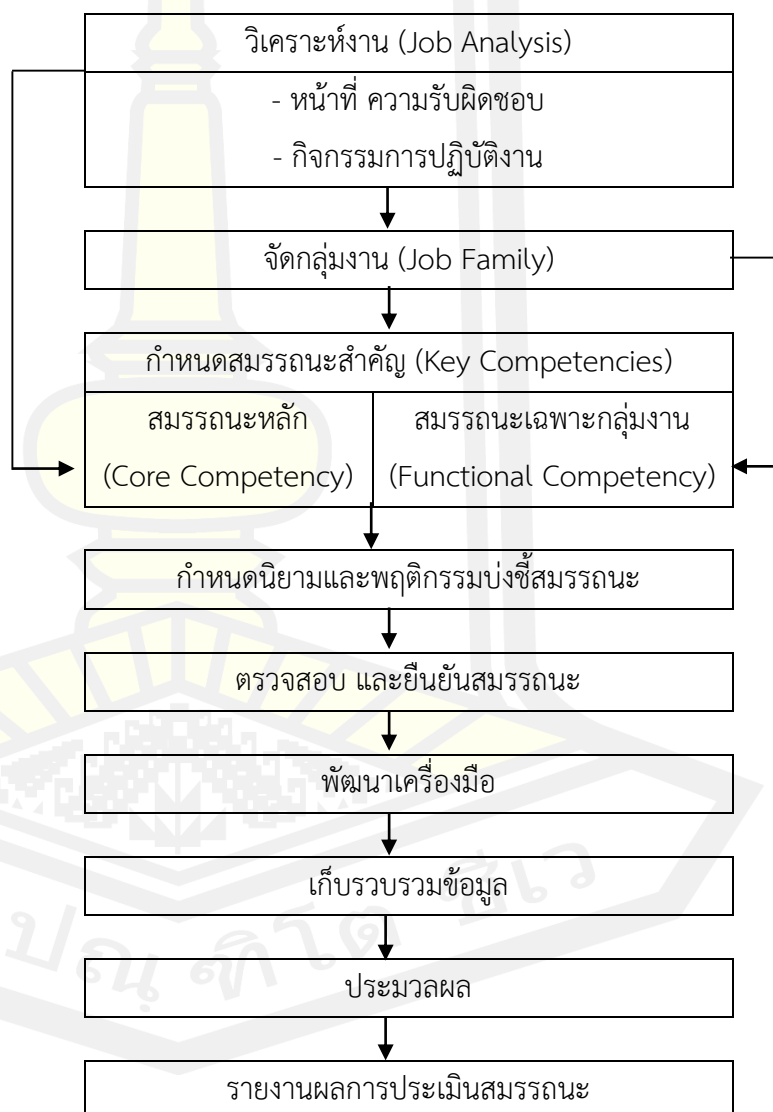 วิเคราะห์งาน (Job Analysis)
- หน้าที่ ความรับผิดชอบ
- กิจกรรมการปฏิบัติงาน
จัดกลุ่มงาน (Job Family)
กำหนดสมรรถนะสำคัญ (Key Competencies)
สมรรถนะหลัก
(Core Competency)
สมรรถนะเฉพาะกลุ่มงาน
(Functional Competency)
กำหนดนิยามและพฤติกรรมบ่งชี้สมรรถนะ
ตรวจสอบ และยืนยันสมรรถนะ
พัฒนาเครื่องมือ
เก็บรวบรวมข้อมูล
ประมวลผล
รายงานผลการประเมินสมรรถนะ
ปณฺ ฑิโต ชีเว